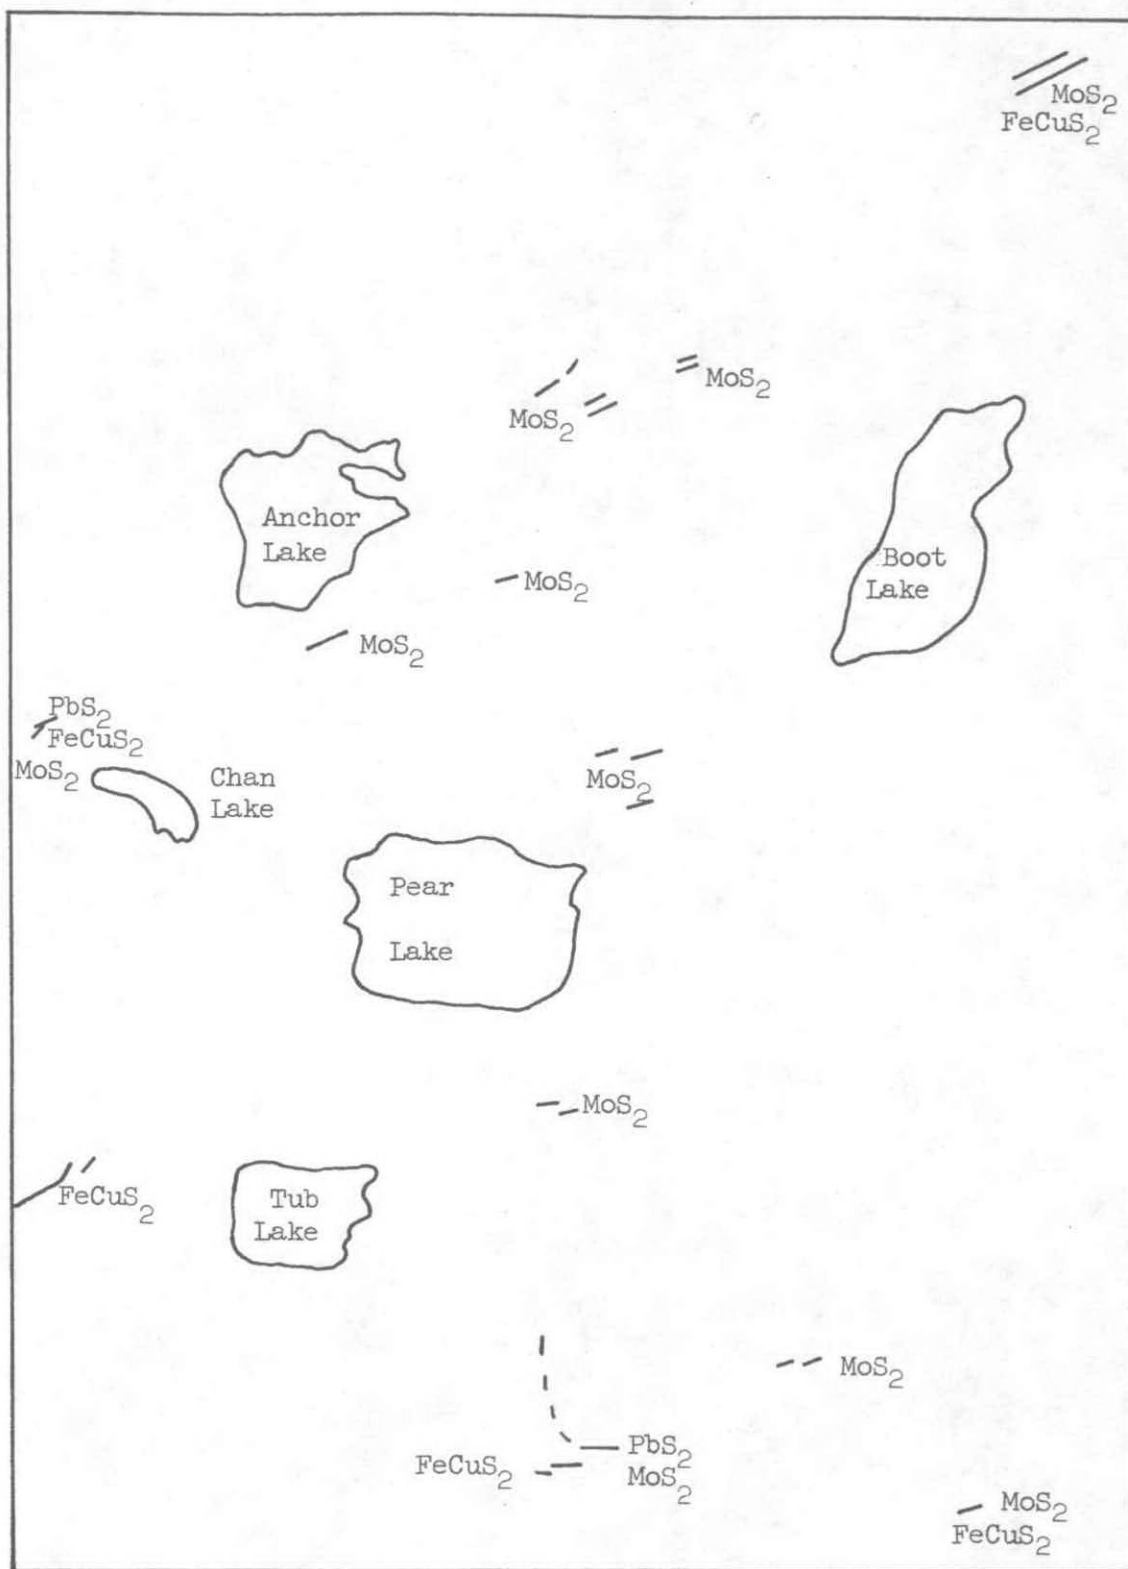 MoS₂
FeCuS₂
MoS₂
MoS₂
Anchor
Lake
Boot
Lake
MoS₂
MoS₂
PbS₂
FeCuS₂
MoS₂
Chan
Lake
MoS₂
Pear
Lake
MoS₂
FeCuS₂
Tub
Lake
MoS₂
PbS₂
FeCuS₂
MoS₂
MoS₂
FeCuS₂